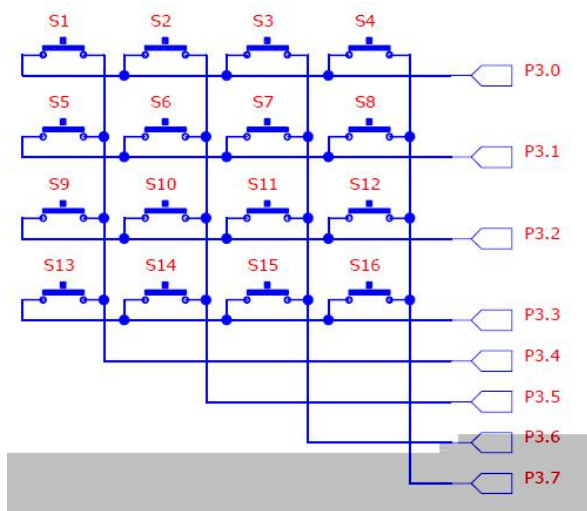 S1 S2 S3 S4
P3.0
S5 S6 S7 S8
P3.1
S9 S10 S11 S12
P3.2
S13 S14 S15 S16
P3.3
P3.4
P3.5
P3.6
P3.7